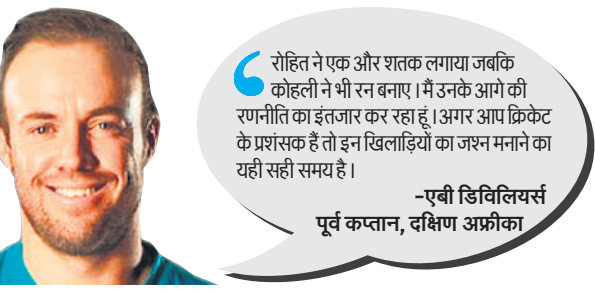 रोहित ने एक और शतक लगाया जबकि
कोहली ने भी रन बनाए। मैं उनके आगे की
रणनीति का इंतजार कर रहा हूं। अगर आप क्रिकेट
के प्रशंसक हैं तो इन खिलाड़ियों का जश्न मनाने का
यही सही समय है।
-एबी डिविलियर्स
पूर्व कप्तान, दक्षिण अफ्रीका